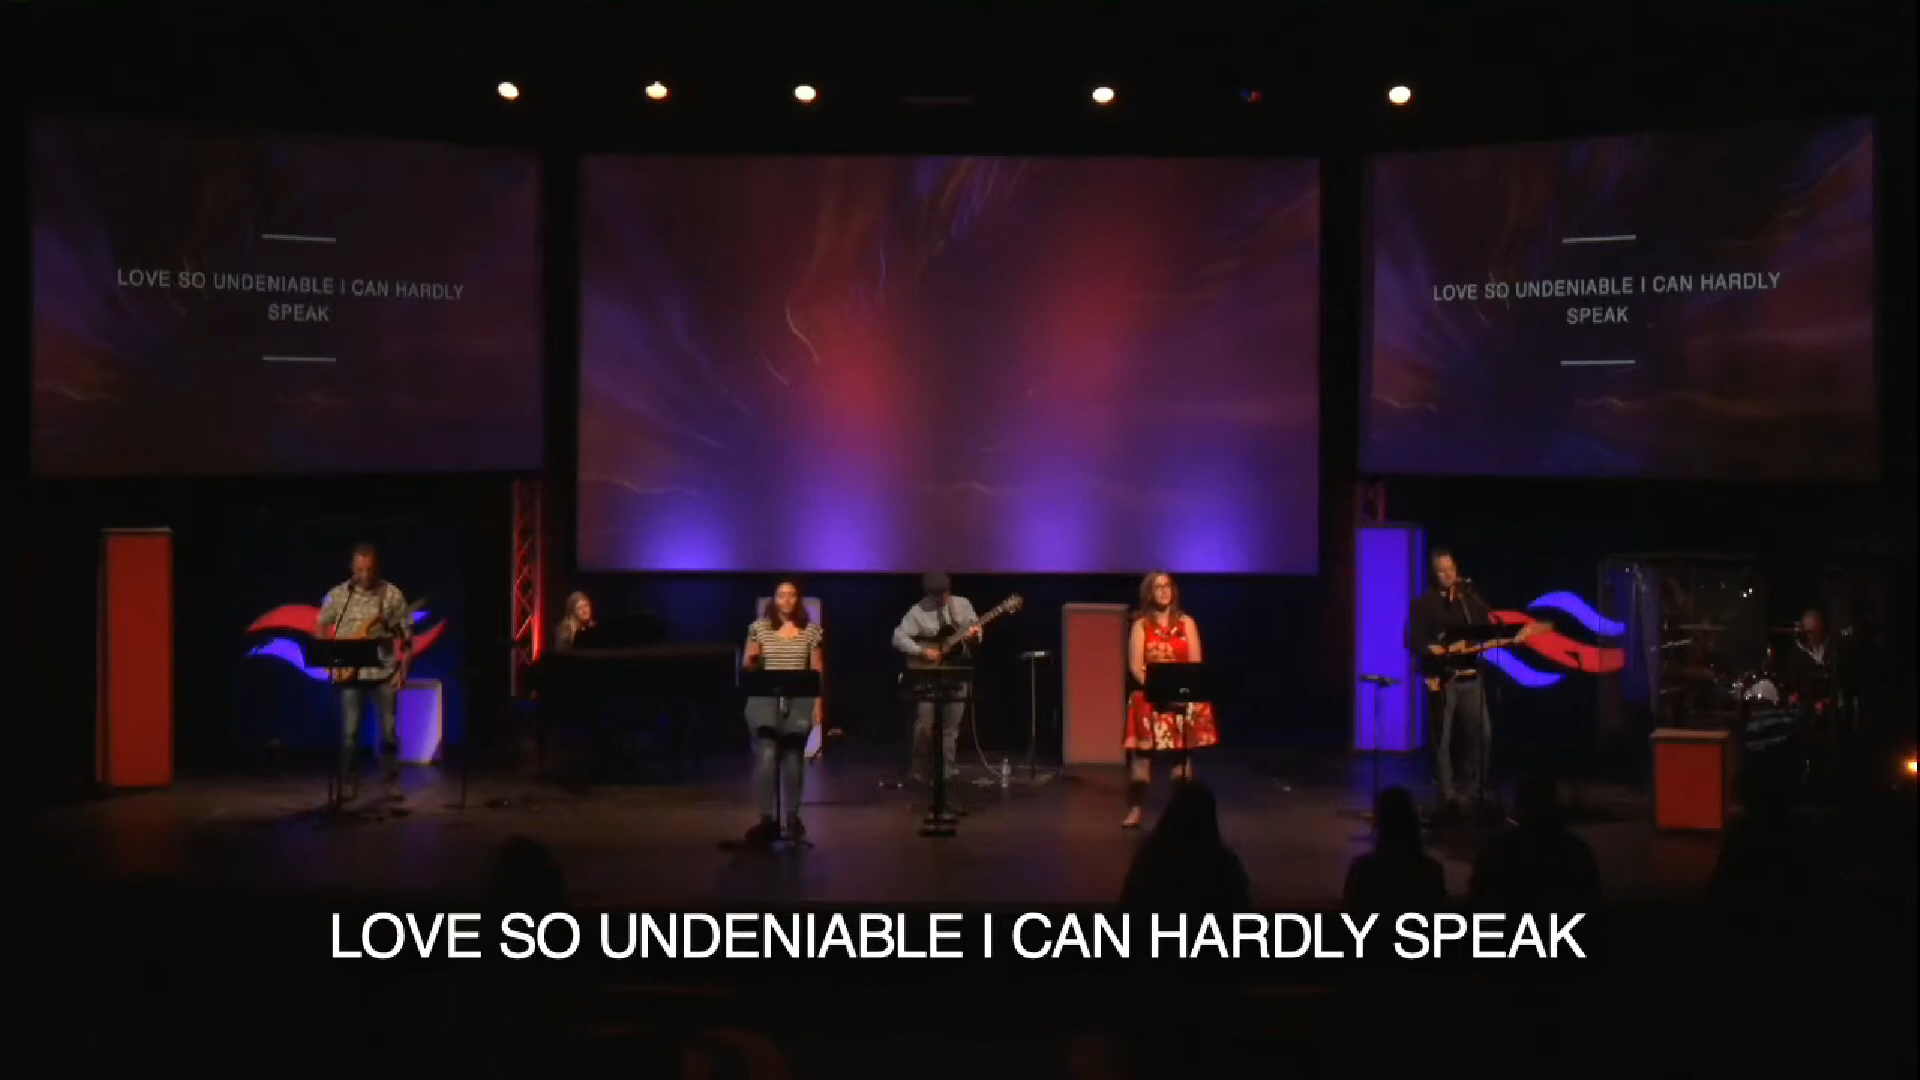 LOVE SO UNDENIABLE I CAN HARDLY
SPEAK
LOVE SO UNDENIABLE I CAN HARDLY
SPEAK
LOVE SO UNDENIABLE I CAN HARDLY SPEAK